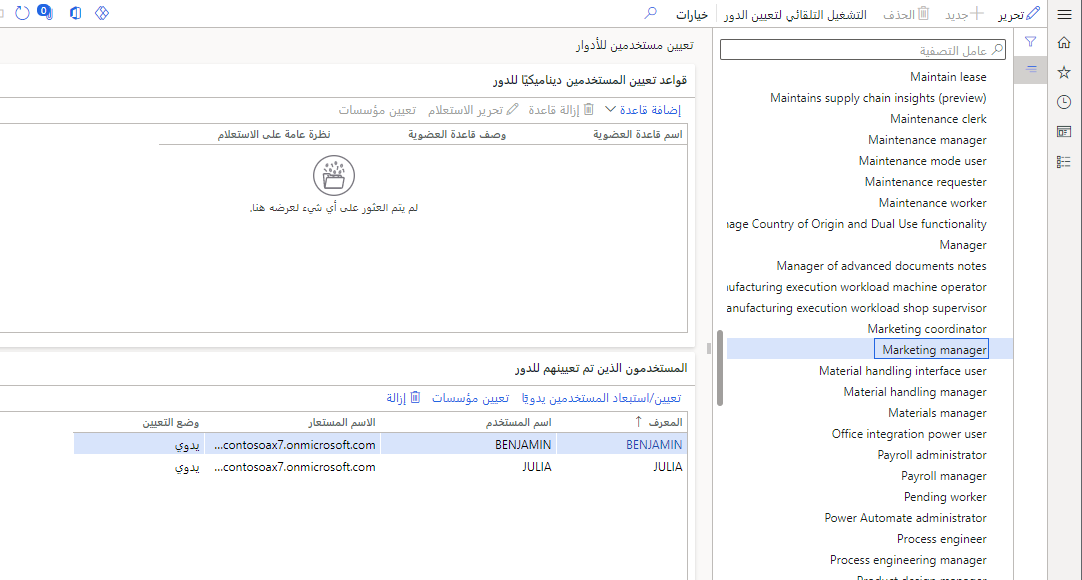 تحرير جديد الحذف التشغيل التلقائي لتعيين الدور خيارات
0
عامل التصفية
Maintain lease
Maintains supply chain insights (preview)
Maintenance clerk
Maintenance manager
Maintenance mode user
Maintenance requester
Maintenance worker
nage Country of Origin and Dual Use functionality
Manager
Manager of advanced documents notes
nufacturing execution workload machine operator
anufacturing execution workload shop supervisor
Marketing coordinator
Marketing manager
Material handling interface user
Material handling manager
Materials manager
Office integration power user
Payroll administrator
Payroll manager
Pending worker
Power Automate administrator
Process engineer
Process engineering manager
Product design manager
تعيين مستخدمين للأدوار
قواعد تعيين المستخدمين ديناميكيًا للدور
إضافة قاعدة إزالة قاعدة تحرير الاستعلام تعيين مؤسسات
اسم قاعدة العضوية وصف قاعدة العضوية نظرة عامة على الاستعلام
لم يتم العثور على أي شيء لعرضه هنا.
المستخدمون الذين تم تعيينهم للدور
تعيين/استبعاد المستخدمين يدويًا تعيين مؤسسات إزالة
المعرف اسم المستخدم الاسم المستعار وضع التعيين
BENJAMIN BENJAMIN ...contosoax7.onmicrosoft.com يدوي
JULIA JULIA ...contosoax7.onmicrosoft.com يدوي